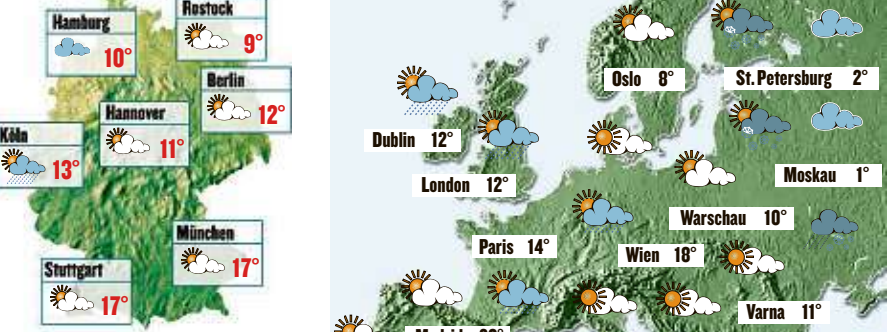 Hamburg
10°
Rostock
9°
Berlin
12°
Hannover
11°
Köln
13°
München
17°
Stuttgart
17°
Oslo 8°
St. Petersburg 2°
Dublin 12°
London 12°
Moskau 1°
Warschau 10°
Paris 14°
Wien 18°
Varna 11°